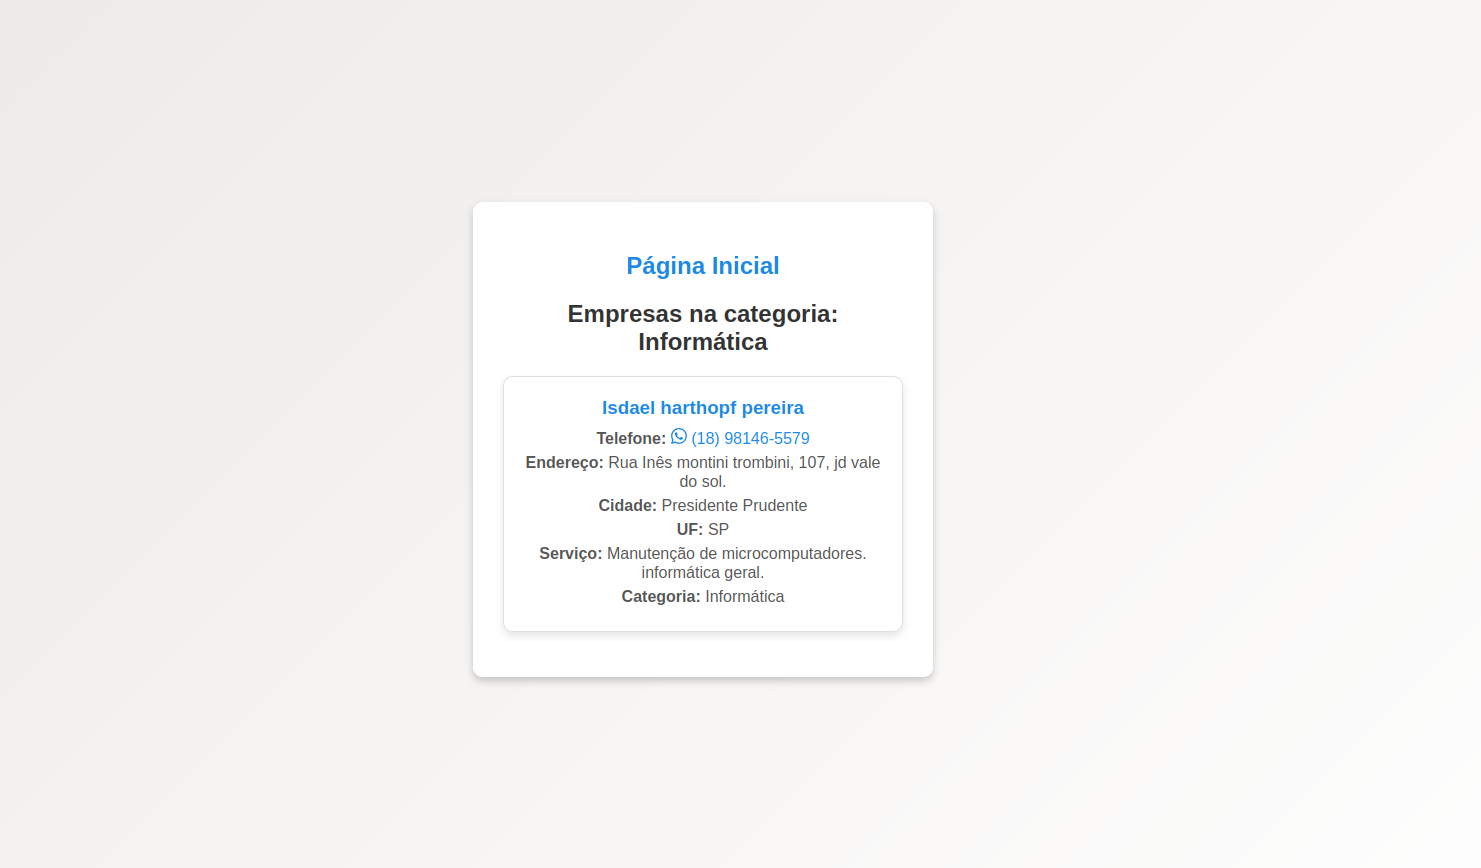 Página Inicial
Empresas na categoria:
Informática
Isdael harthopf pereira
Telefone: (18) 98146-5579
Endereço: Rua Inês montini trombini, 107, jd vale
do sol.
Cidade: Presidente Prudente
UF: SP
Serviço: Manutenção de microcomputadores.
informática geral.
Categoria: Informática